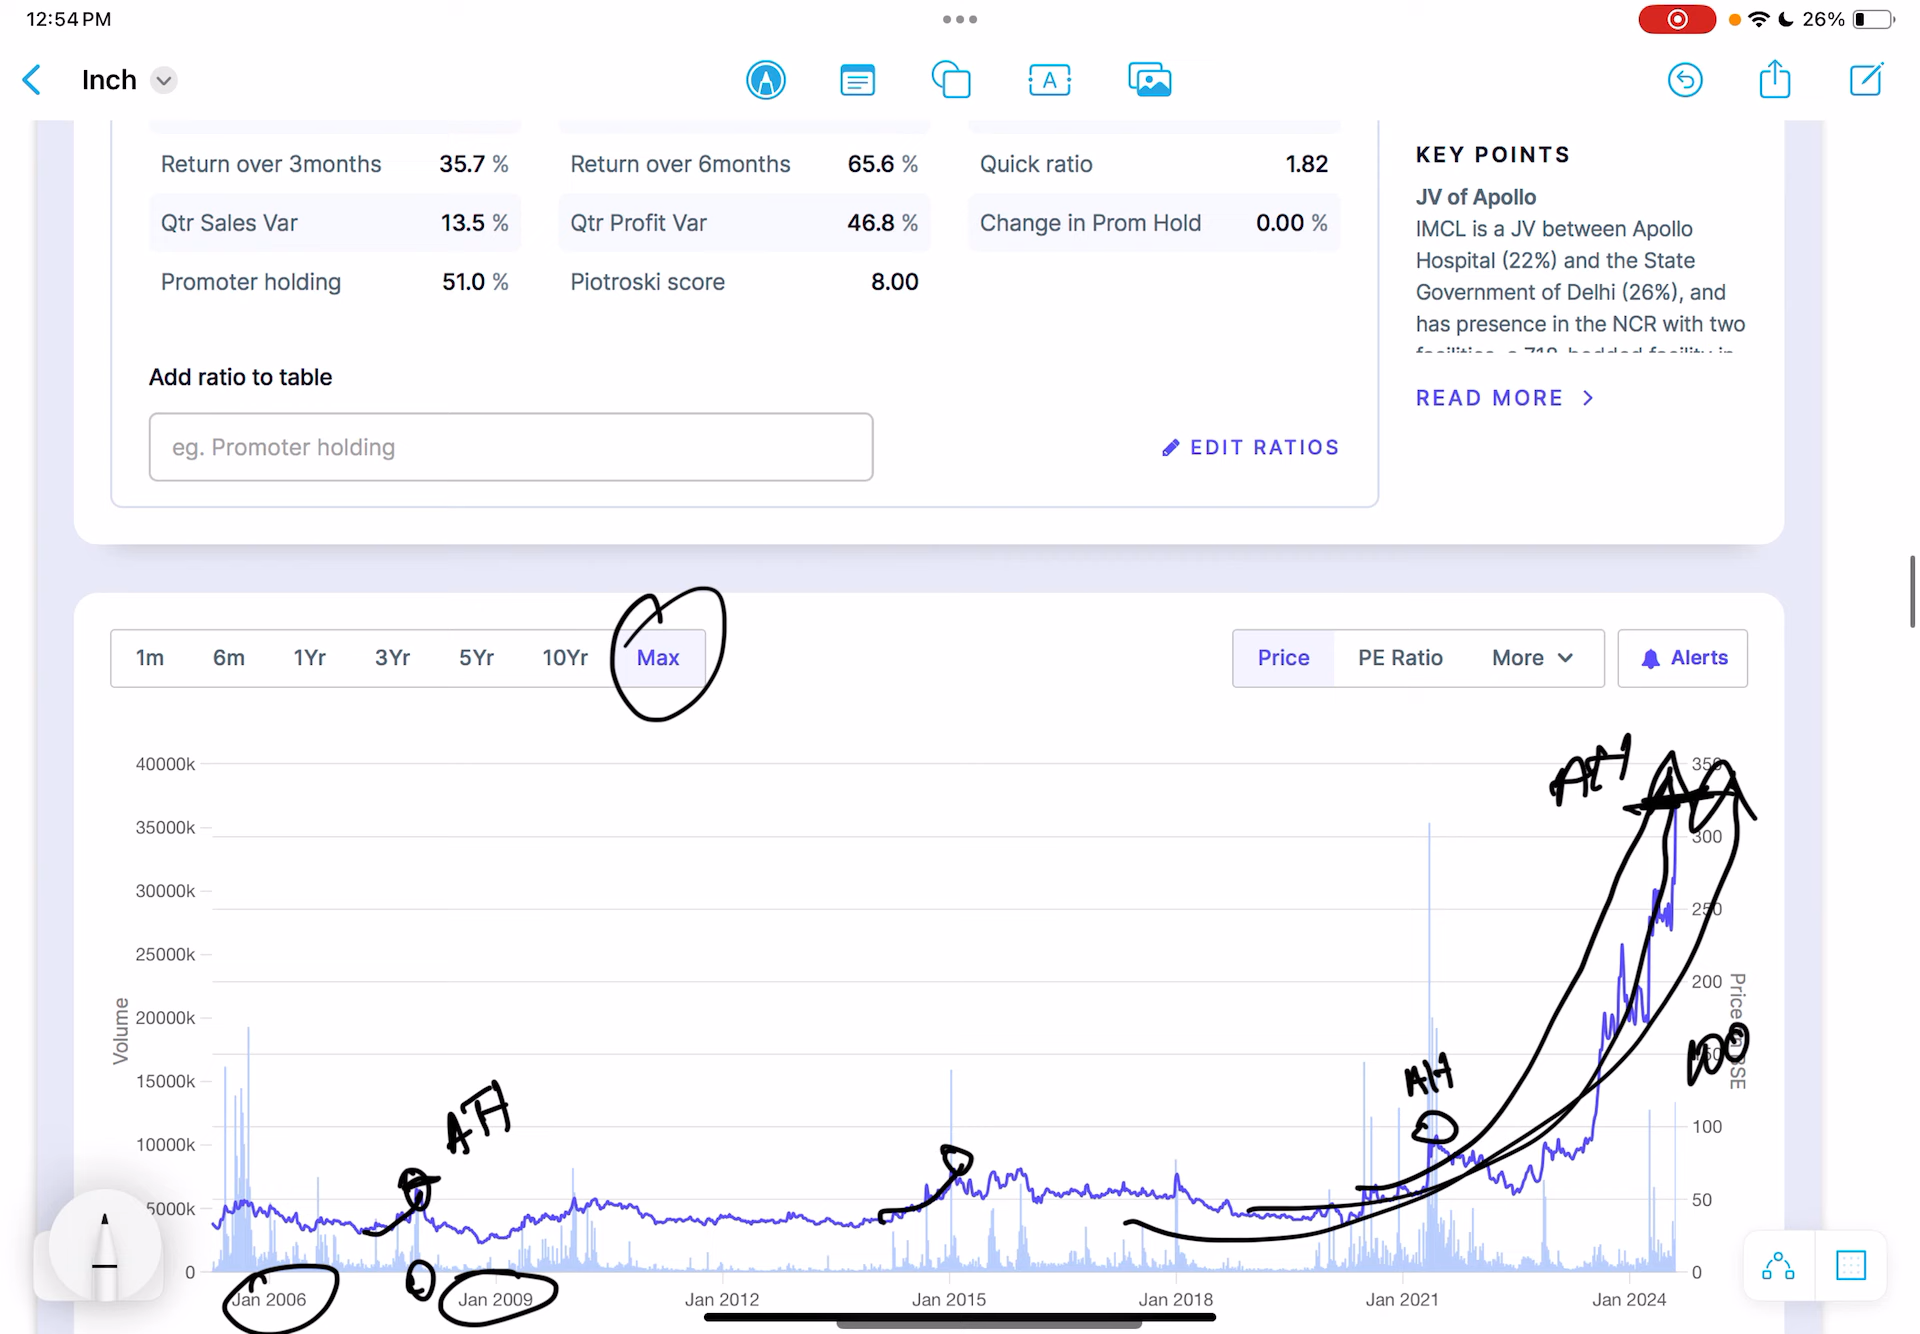 12:54 PM
26%
Inch
Return over 3months 35.7 %
Return over 6months 65.6 %
Quick ratio 1.82
Qtr Sales Var 13.5 %
Qtr Profit Var 46.8 %
Change in Prom Hold 0.00 %
Promoter holding 51.0 %
Piotroski score 8.00
KEY POINTS
JV of Apollo
IMCL is a JV between Apollo
Hospital (22%) and the State
Government of Delhi (26%), and
has presence in the NCR with two
READ MORE
Add ratio to table
eg. Promoter holding
EDIT RATIOS
1m 6m 1Yr 3Yr 5Yr 10Yr Max
Price PE Ratio More Alerts
ATH
40000k
35000k
30000k
25000k
20000k
15000k
10000k
5000k
0
Volume
350
300
250
200
100
50
0
100
ATH
ATH
Jan 2006 Jan 2009 Jan 2012 Jan 2015 Jan 2018 Jan 2021 Jan 2024